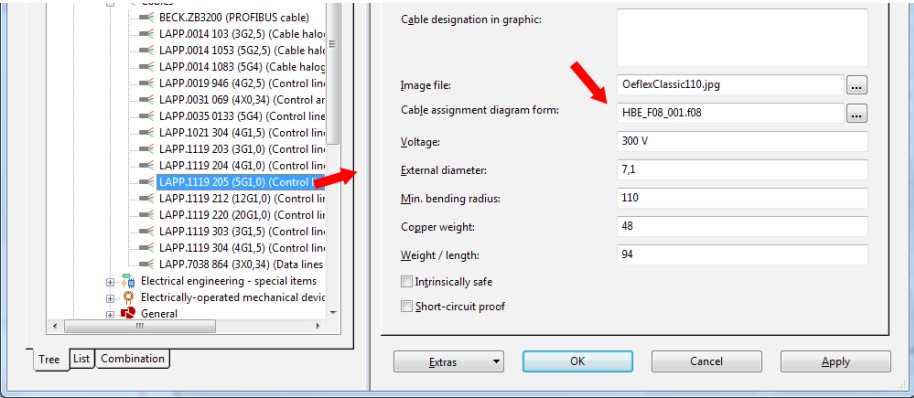 Cables
BECK.ZB3200 (PROFIBUS cable)
LAPP.0014 103 (3G2,5) (Cable halo
LAPP.0014 1053 (5G2,5) (Cable hal
LAPP.0014 1083 (5G4) (Cable halog
LAPP.0019 946 (4G2,5) (Control lin
LAPP.0031 069 (4X0,34) (Control ar
LAPP.0035 0133 (5G4) (Control line
LAPP.1021 304 (4G1,5) (Control lin
LAPP.1119 203 (3G1,0) (Control line
LAPP.1119 204 (4G1,0) (Control line
LAPP.1119 205 (5G1,0) (Control
LAPP.1119 212 (12G1,0) (Control lir
LAPP.1119 220 (20G1,0) (Control lir
LAPP.1119 303 (3G1,5) (Control line
LAPP.1119 304 (4G1,5) (Control line
LAPP.7038 864 (3X0,34) (Data lines
Electrical engineering - special items
Electrically-operated mechanical devic
General
Tree
List
Combination
Cable designation in graphic:
Image file:
OeflexClassic110.jpg
...
Cable assignment diagram form:
HBE_F08_001.f08
...
Voltage:
300 V
External diameter:
7,1
Min. bending radius:
110
Copper weight:
48
Weight / length:
94
Intrinsically safe
Short-circuit proof
Extras
OK
Cancel
Apply